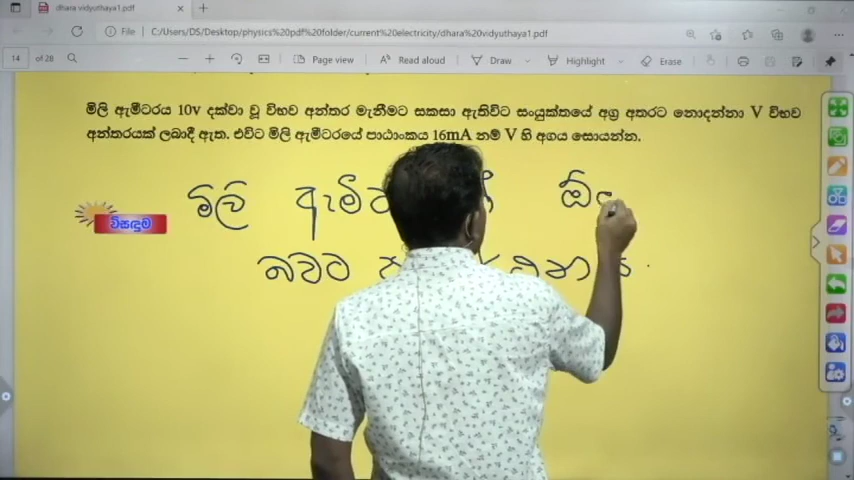 dhara vidyuthaya1.pdf
File C:/Users/DS/Desktop/physics%20pdf%20folder/current%20electricity/dhara%20vidyuthaya1.pdf
14 of 28 Page view Read aloud Draw Highlight Erase
මිලි ඇමීටරය 10v දක්වා වූ විභව අන්තර මැනීමට සකසා ඇතිවිට සංයුක්තයේ අග්‍ර අතරට නොදන්නා V විභව
අන්තරයක් ලබාදී ඇත. එවිට මිලි ඇමීටරයේ පාඨාංකය 16mA නම් V හි අගය සොයන්න.
මිලි
විසඳුම
තවට